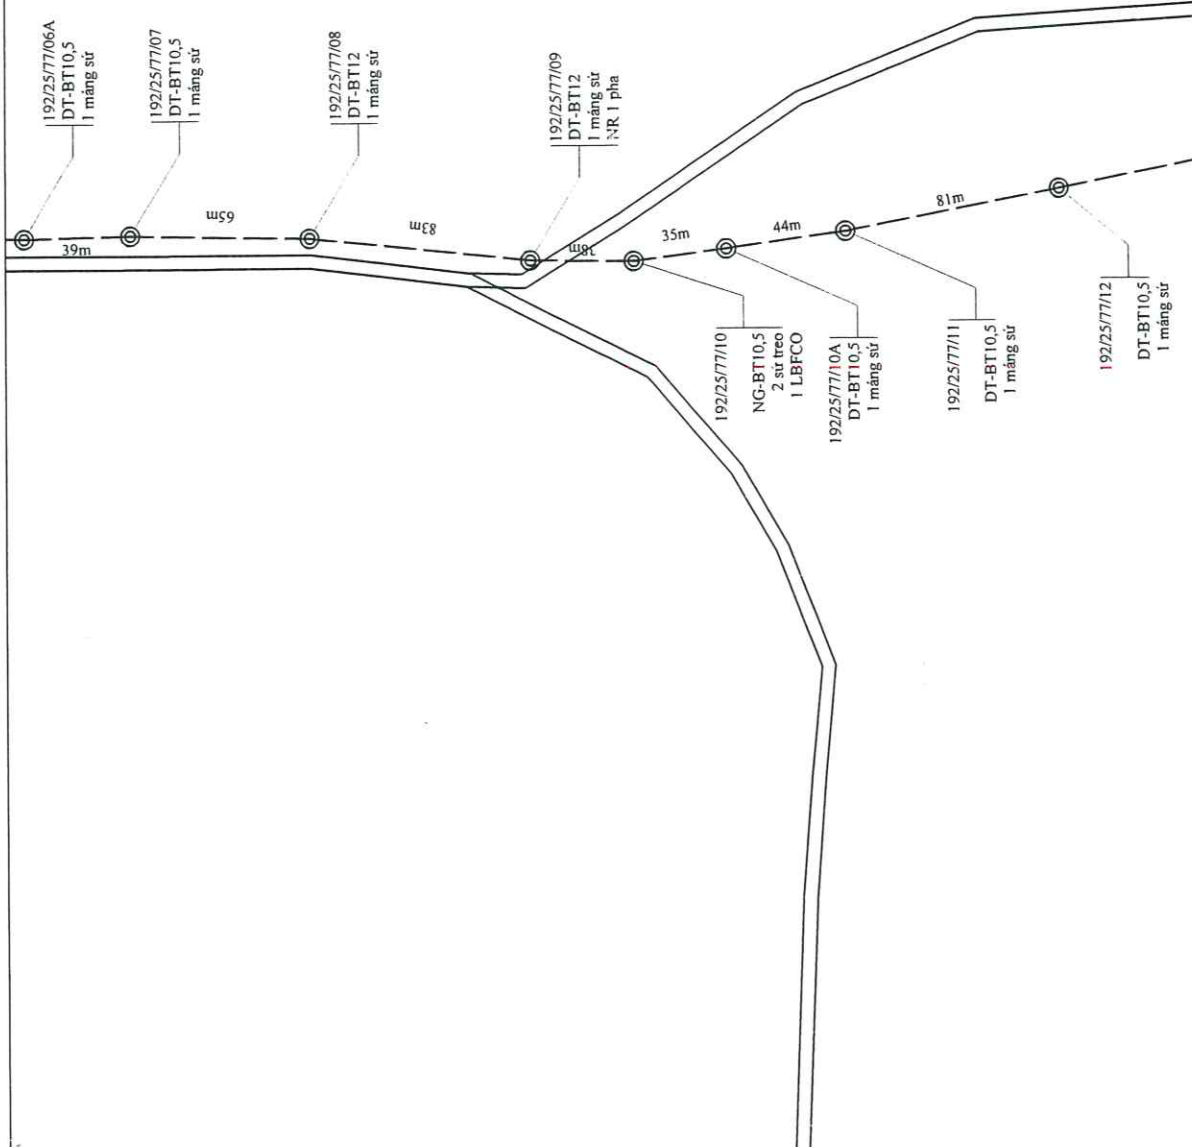 192/25/77/06A
DT-BT10,5
1 máng sứ
192/25/77/07
DT-BT10,5
1 máng sứ
192/25/77/08
DT-BT12
1 máng sứ
192/25/77/09
DT-BT12
1 máng sứ
NR 1 pha
39m
65m
83m
38m
35m
44m
81m
192/25/77/10
NG-BT10,5
2 sứ treo
1 LBFCO
192/25/77/10A
DT-BT10,5
1 máng sứ
192/25/77/11
DT-BT10,5
1 máng sứ
192/25/77/12
DT-BT10,5
1 máng sứ